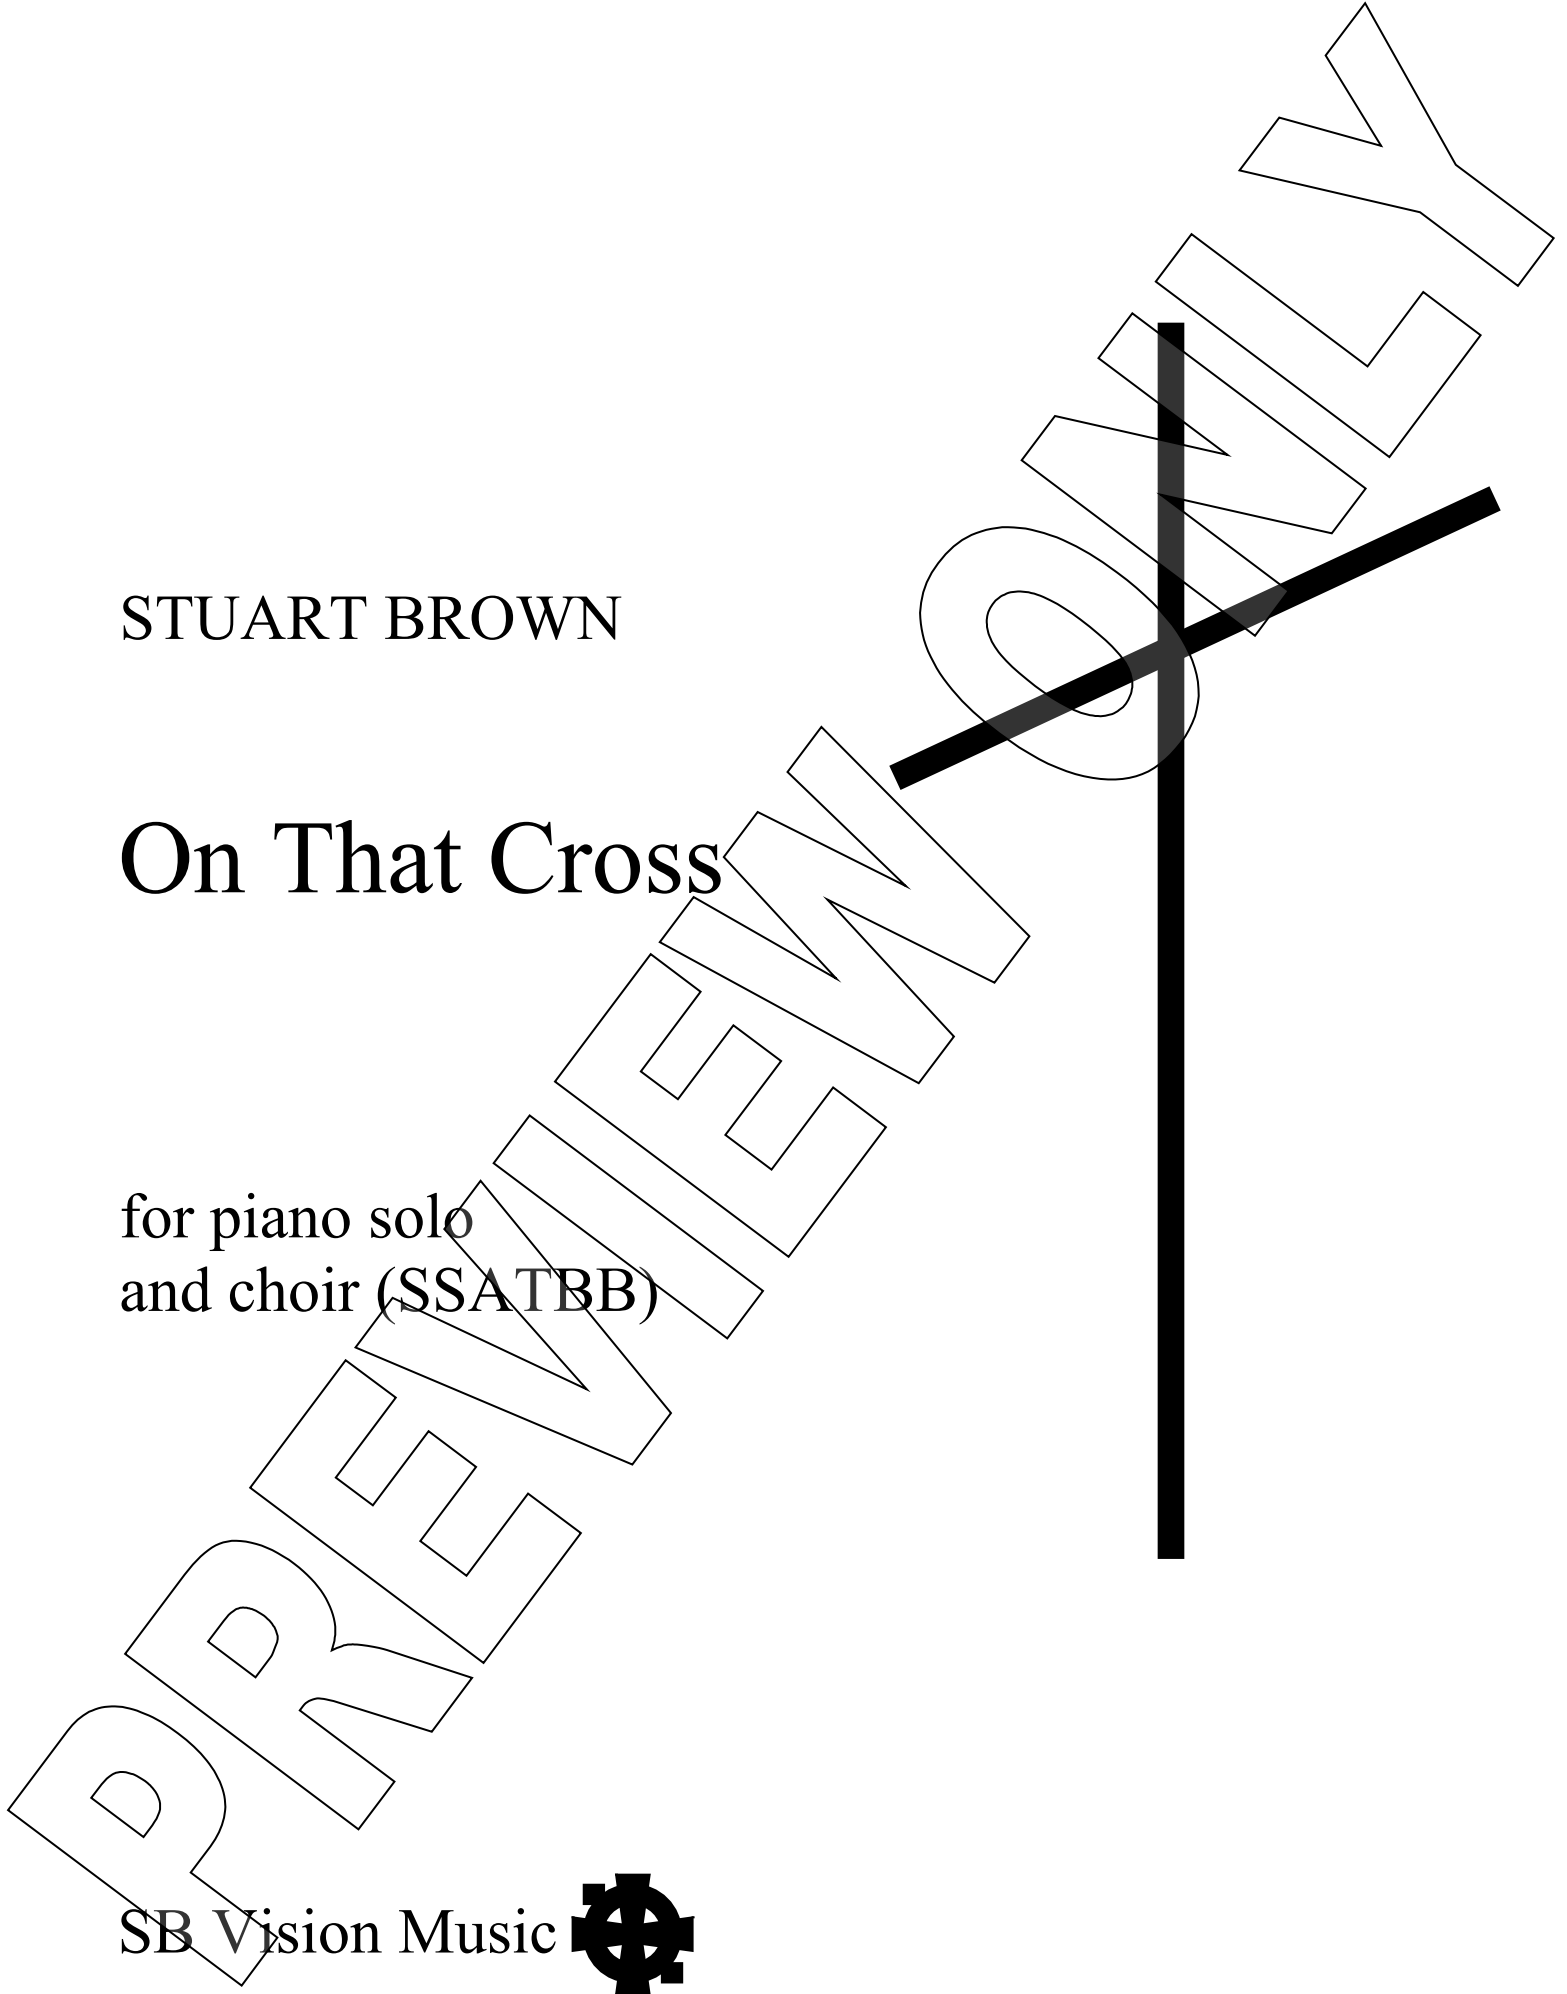 STUART BROWN
On That Cross
for piano solo
and choir (SSATBB)
SB Vision Music
PREVIEW ONLY